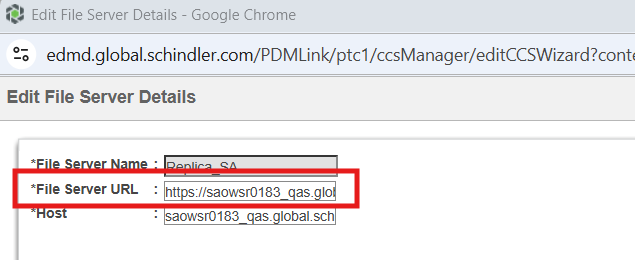 Edit File Server Details - Google Chrome
edmd.global.schindler.com/PDMLink/ptc1/ccsManager/editCCSWizard?conte
Edit File Server Details
*File Server Name : Replica_SA
*File Server URL : https://saowsr0183_qas.glob
*Host : saowsr0183_qas.global.sch